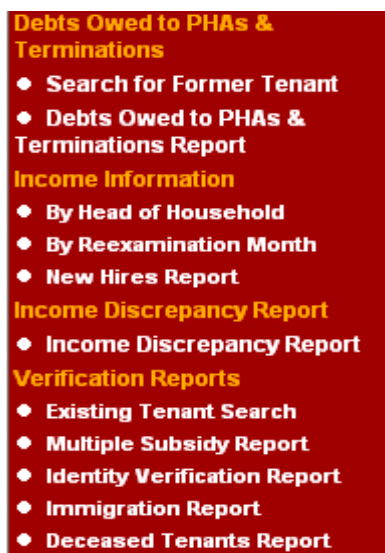 Debts Owed to PHAs &
Terminations
● Search for Former Tenant
● Debts Owed to PHAs &
Terminations Report
Income Information
● By Head of Household
● By Reexamination Month
● New Hires Report
Income Discrepancy Report
● Income Discrepancy Report
Verification Reports
● Existing Tenant Search
● Multiple Subsidy Report
● Identity Verification Report
● Immigration Report
● Deceased Tenants Report